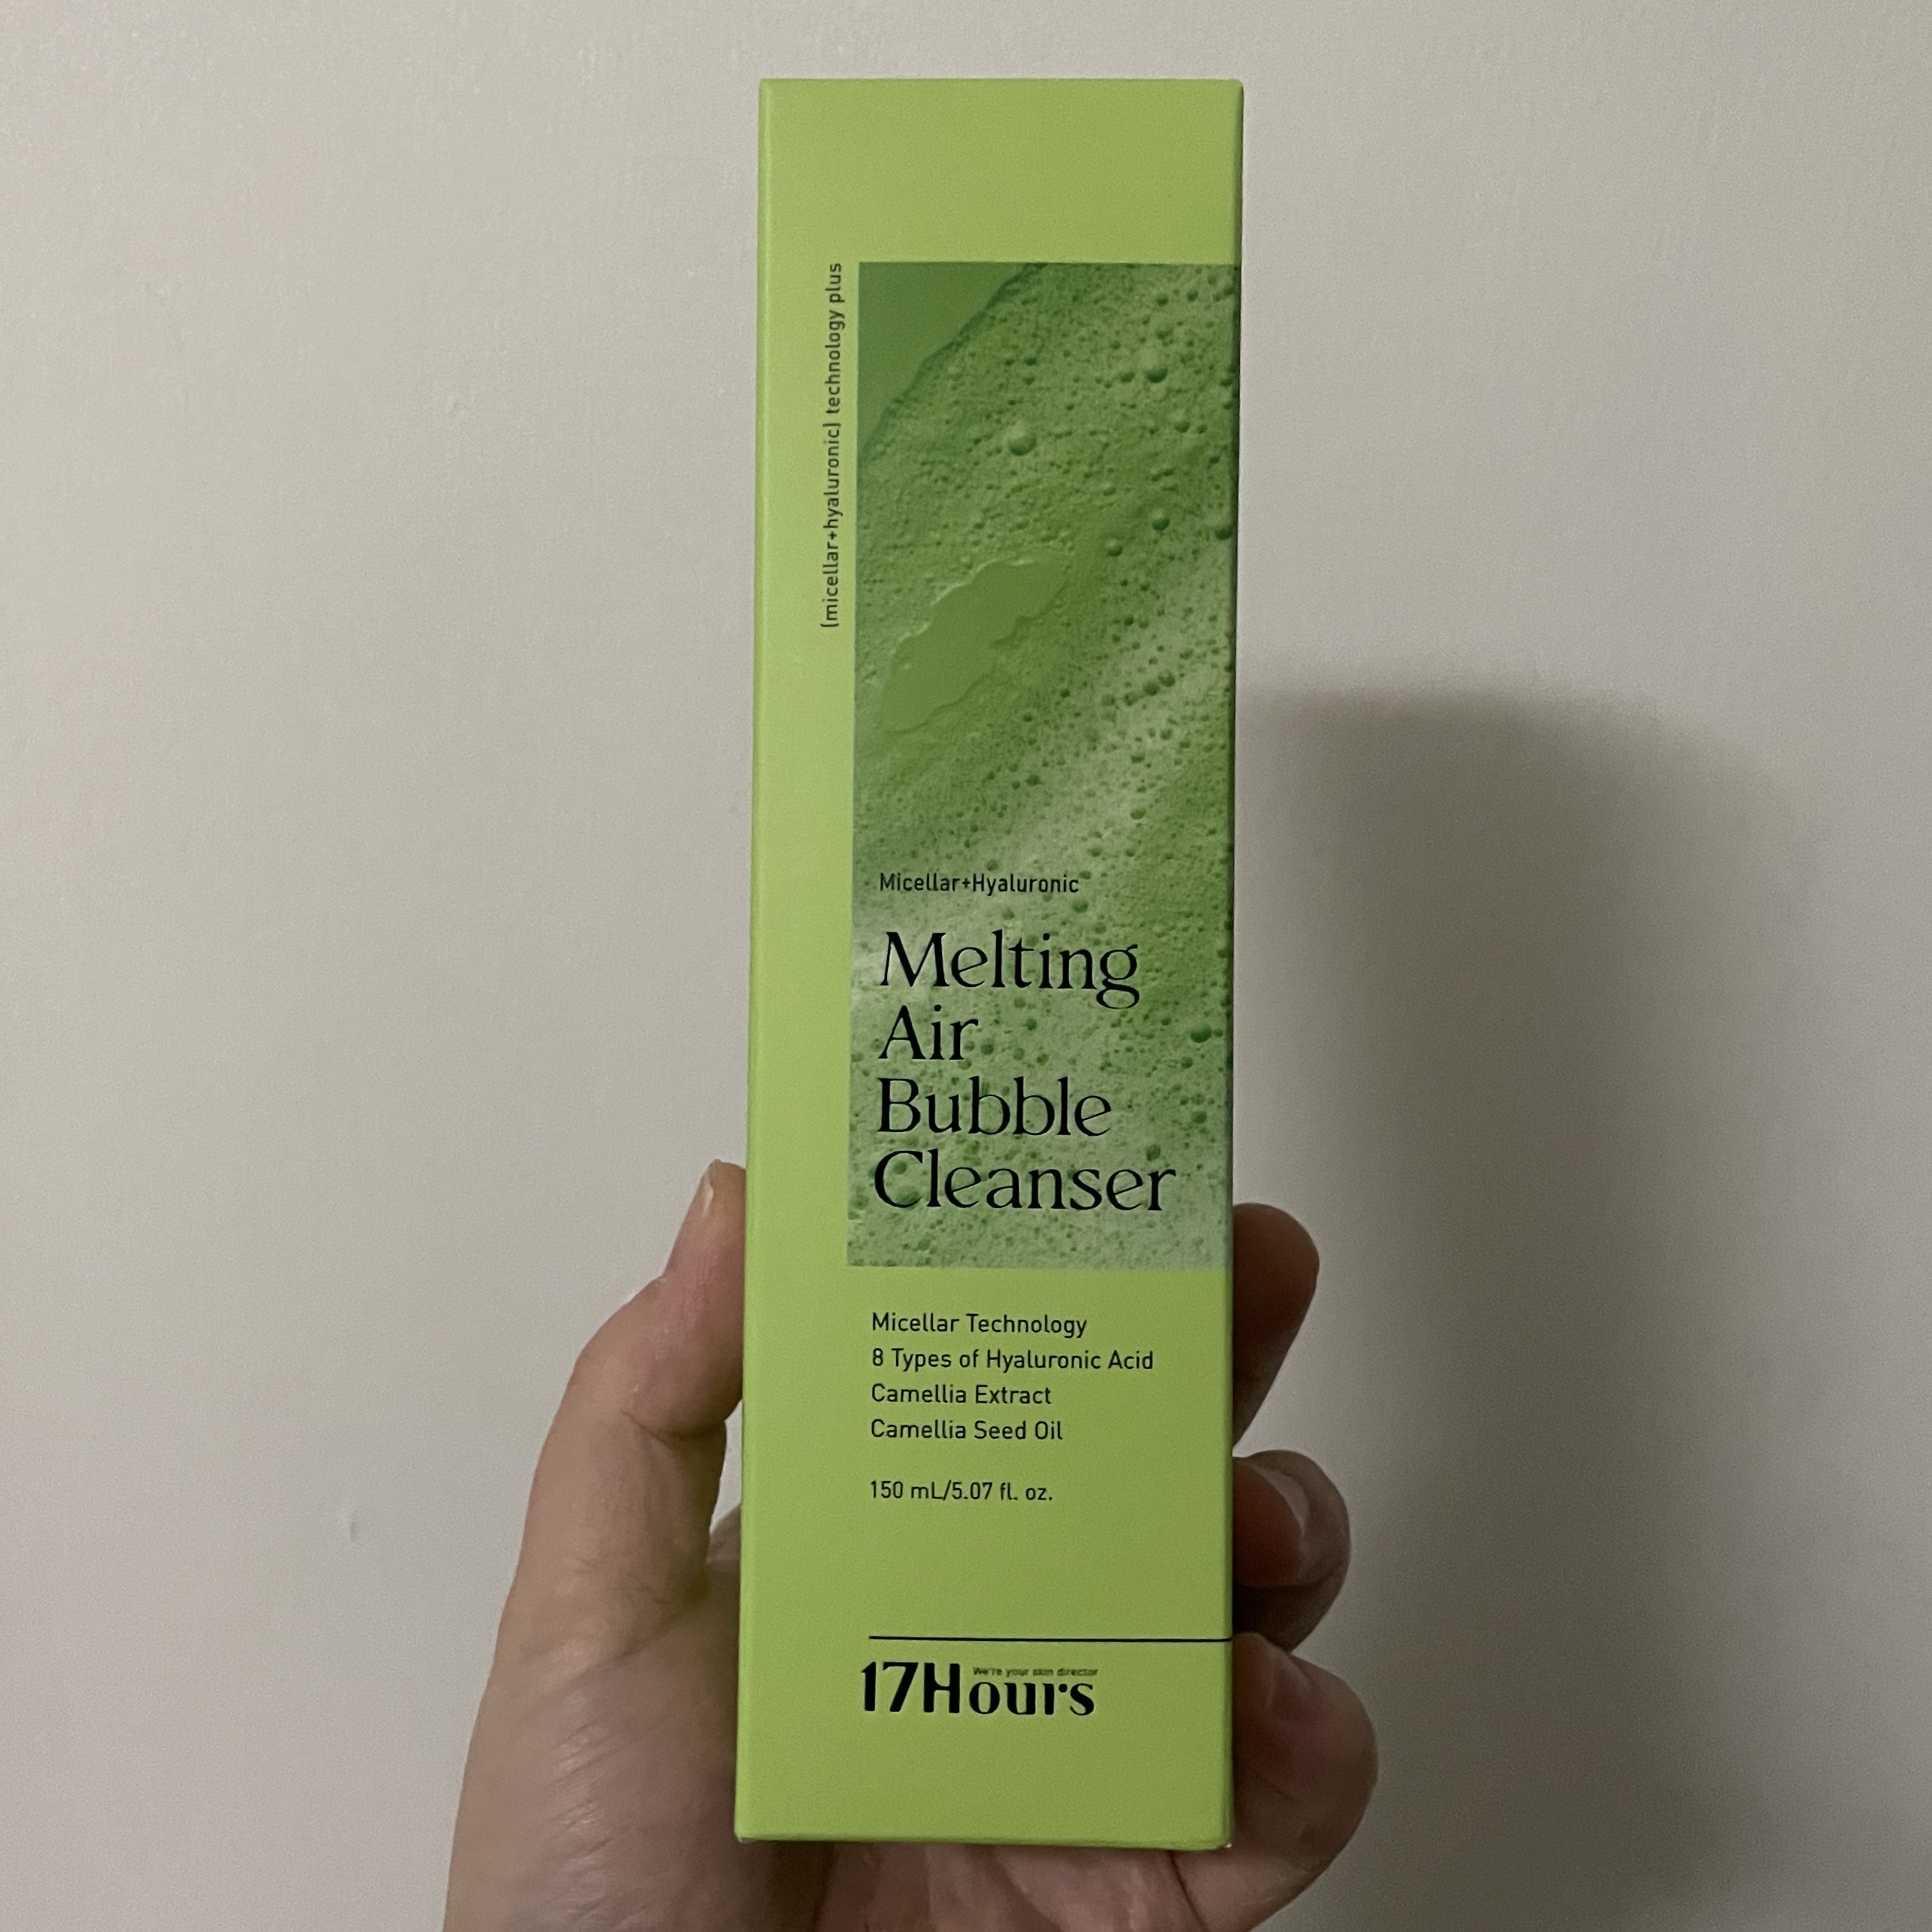 (micellar+hyaluronic) technology plus
Micellar+Hyaluronic
Melting
Air
Bubble
Cleanser
Micellar Technology
8 Types of Hyaluronic Acid
Camellia Extract
Camellia Seed Oil
150 mL/5.07 fl. oz.
We're your skin director
17Hours